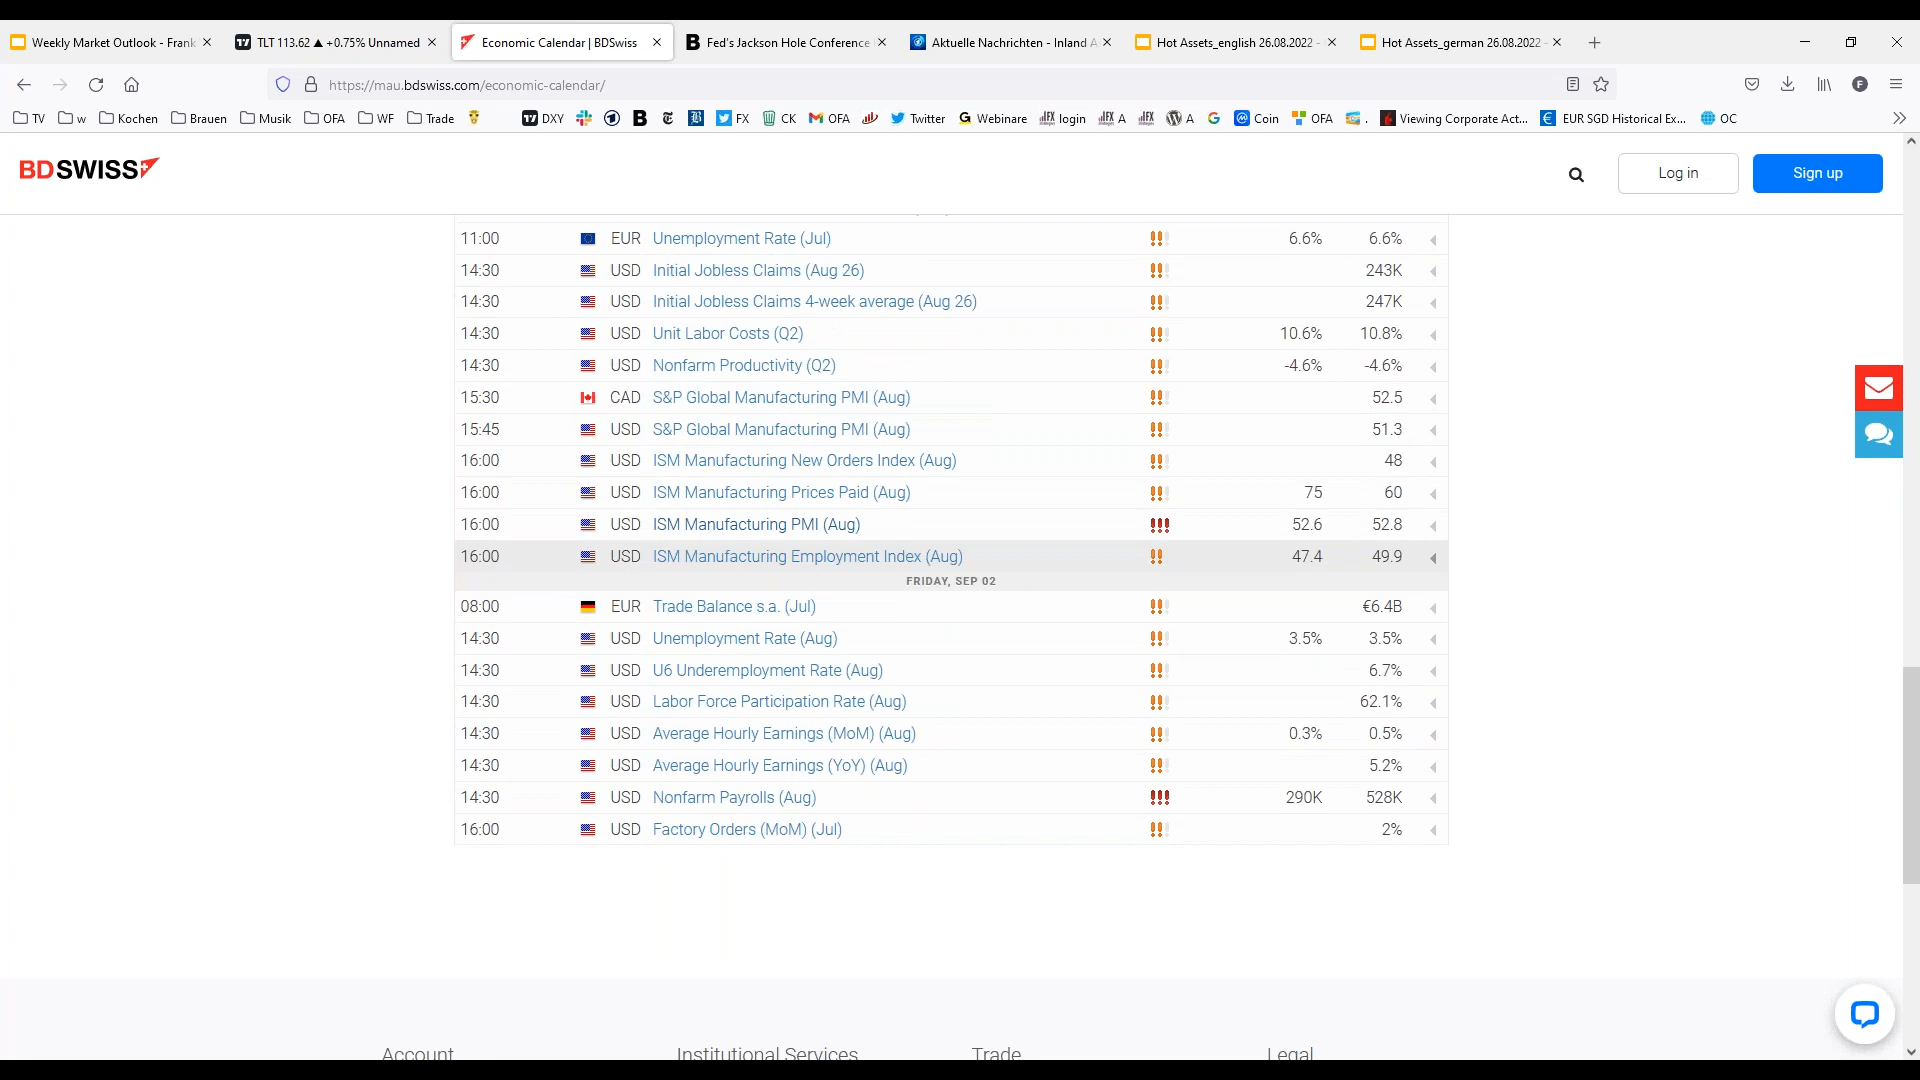 Weekly Market Outlook - Frank
TLT 113.62 ▲ +0.75% Unnamed
Economic Calendar | BDSwiss
Fed's Jackson Hole Conference
Aktuelle Nachrichten - Inland A
Hot Assets_english 26.08.2022 -
Hot Assets_german 26.08.2022 -
https://mau.bdswiss.com/economic-calendar/
TV w Kochen Brauen Musik OFA WF Trade DXY FX CK OFA Twitter Webinare login A A Coin OFA . Viewing Corporate Act... EUR SGD Historical Ex... OC
BDSWISS
Log in
Sign up
11:00 EUR Unemployment Rate (Jul) 6.6% 6.6%
14:30 USD Initial Jobless Claims (Aug 26) 243K
14:30 USD Initial Jobless Claims 4-week average (Aug 26) 247K
14:30 USD Unit Labor Costs (Q2) 10.6% 10.8%
14:30 USD Nonfarm Productivity (Q2) -4.6% -4.6%
15:30 CAD S&P Global Manufacturing PMI (Aug) 52.5
15:45 USD S&P Global Manufacturing PMI (Aug) 51.3
16:00 USD ISM Manufacturing New Orders Index (Aug) 48
16:00 USD ISM Manufacturing Prices Paid (Aug) 75 60
16:00 USD ISM Manufacturing PMI (Aug) 52.6 52.8
16:00 USD ISM Manufacturing Employment Index (Aug) 47.4 49.9
FRIDAY, SEP 02
08:00 EUR Trade Balance s.a. (Jul) €6.4B
14:30 USD Unemployment Rate (Aug) 3.5% 3.5%
14:30 USD U6 Underemployment Rate (Aug) 6.7%
14:30 USD Labor Force Participation Rate (Aug) 62.1%
14:30 USD Average Hourly Earnings (MoM) (Aug) 0.3% 0.5%
14:30 USD Average Hourly Earnings (YoY) (Aug) 5.2%
14:30 USD Nonfarm Payrolls (Aug) 290K 528K
16:00 USD Factory Orders (MoM) (Jul) 2%
Account Institutional Services Trade Legal